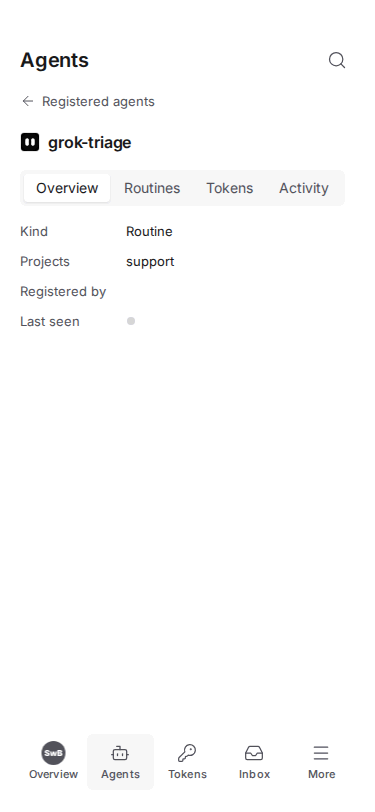 Agents
Registered agents
grok-triage
Overview Routines Tokens Activity
Kind Routine
Projects support
Registered by
Last seen
SwB
Overview Agents Tokens Inbox More